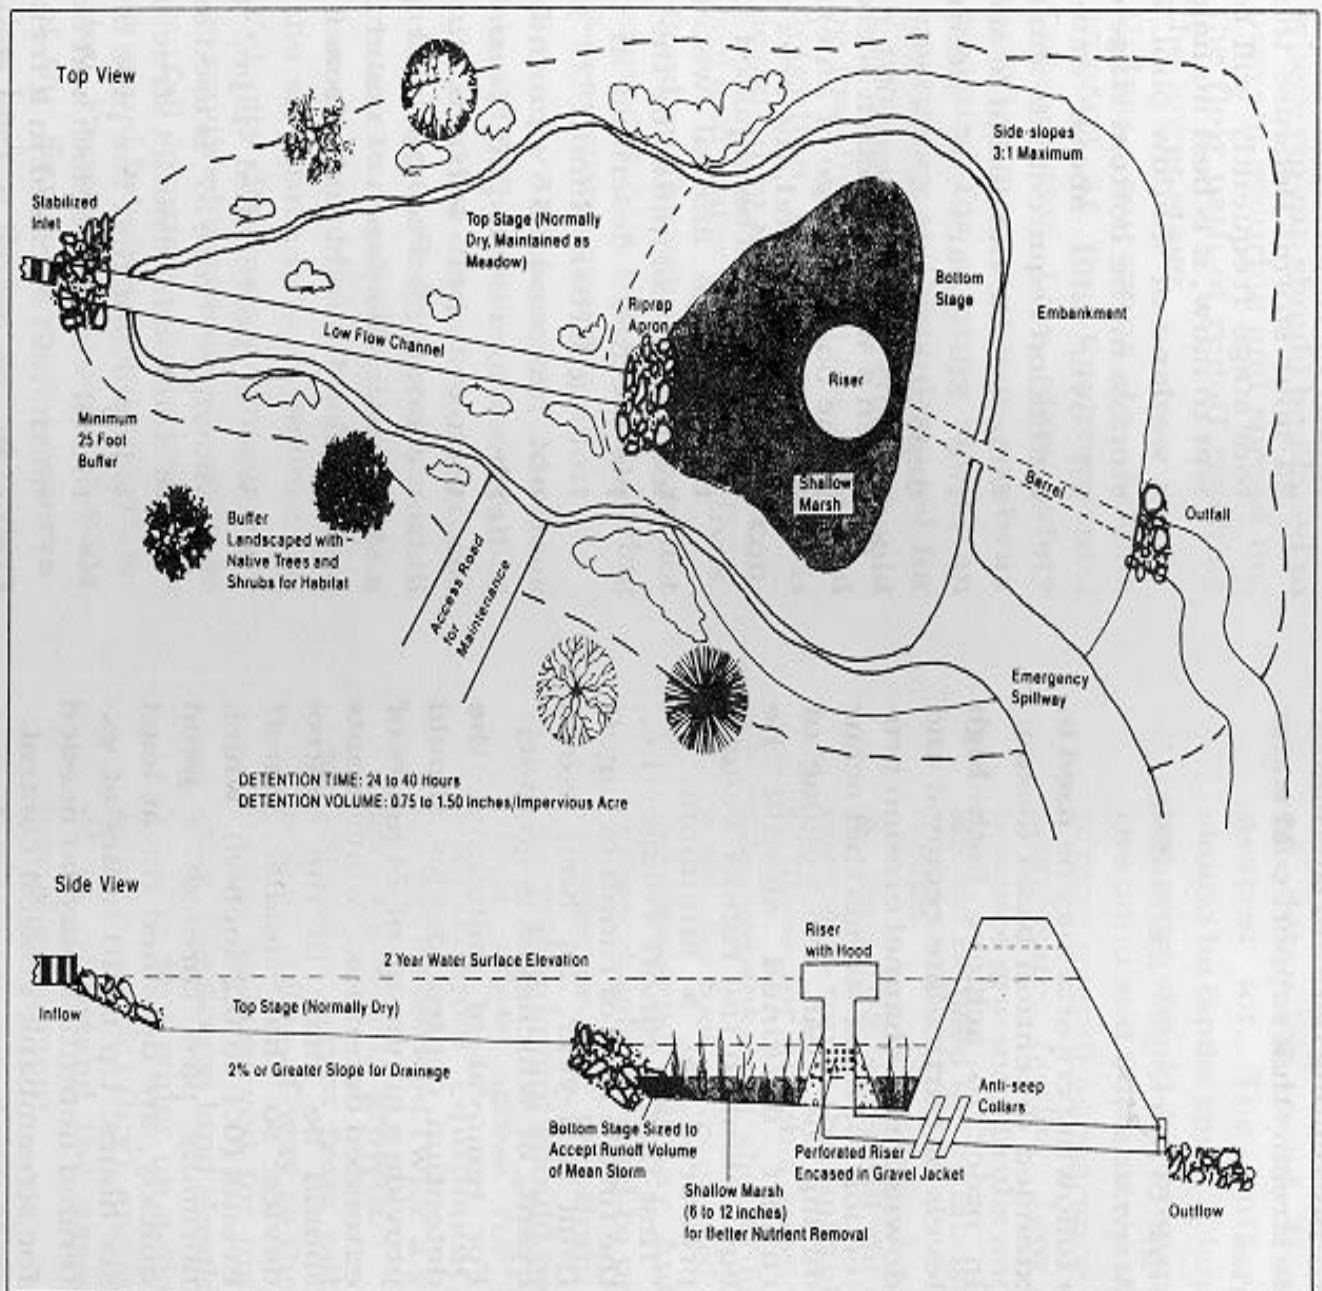 Top View
Side-slopes
3:1 Maximum
Stabilized
Inlet
Top Stage (Normally
Dry, Maintained as
Meadow)
Bottom
Stage
Riprap
Apron
Embankment
Low Flow Channel
Riser
Minimum
25 Foot
Buffer
Shallow
Marsh
Barrel
Outfall
Buffer
Landscaped with
Native Trees and
Shrubs for Habitat
Access Road
for
Maintenance
Emergency
Spillway
DETENTION TIME: 24 to 40 Hours
DETENTION VOLUME: 0.75 to 1.50 Inches/Impervious Acre
Side View
Riser
with Hood
2 Year Water Surface Elevation
Inflow
Top Stage (Normally Dry)
2% or Greater Slope for Drainage
Anti-seep
Collars
Bottom Stage Sized to
Accept Runoff Volume
of Mean Storm
Perforated Riser
Encased in Gravel Jacket
Shallow Marsh
(6 to 12 inches)
for Better Nutrient Removal
Outflow